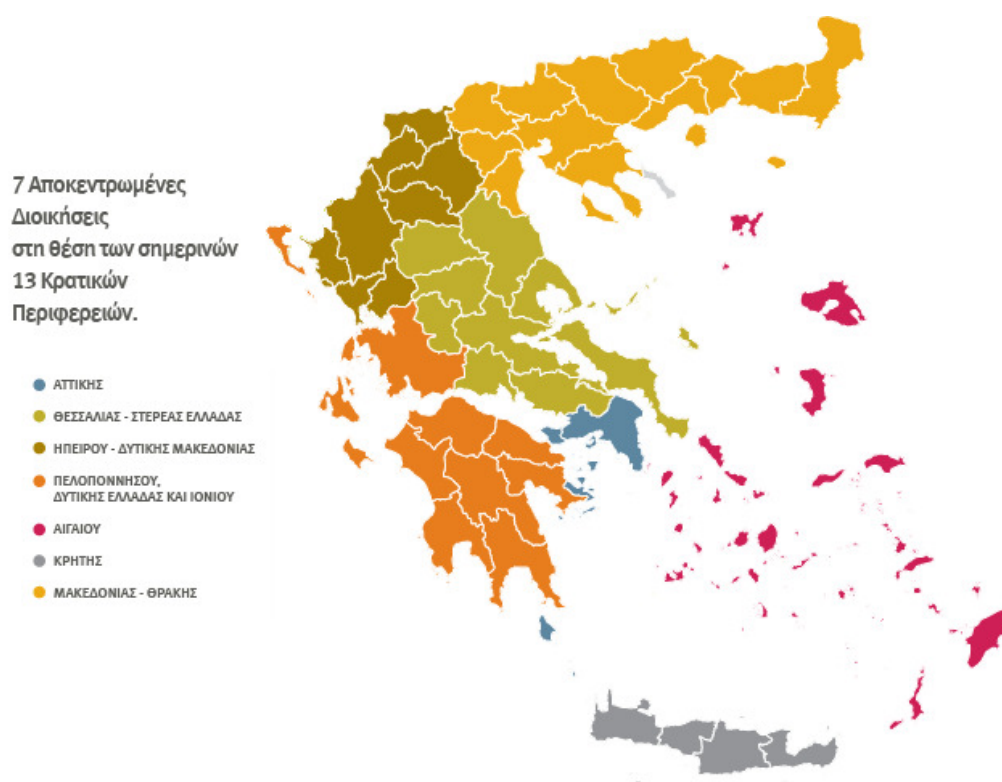 7 Αποκεντρωμένες
Διοικήσεις
στη θέση των σημερινών
13 Κρατικών
Περιφερειών.
ΑΤΤΙΚΗΣ
ΘΕΣΣΑΛΙΑΣ - ΣΤΕΡΕΑΣ ΕΛΛΑΔΑΣ
ΗΠΕΙΡΟΥ - ΔΥΤΙΚΗΣ ΜΑΚΕΔΟΝΙΑΣ
ΠΕΛΟΠΟΝΝΗΣΟΥ,
ΔΥΤΙΚΗΣ ΕΛΛΑΔΑΣ ΚΑΙ ΙΟΝΙΟΥ
ΑΙΓΑΙΟΥ
ΚΡΗΤΗΣ
ΜΑΚΕΔΟΝΙΑΣ - ΘΡΑΚΗΣ